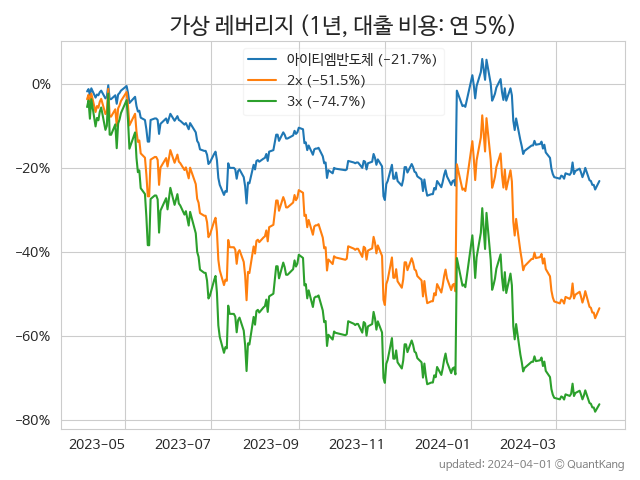 가상 레버리지 (1년, 대출 비용: 연 5%)
아이티엠반도체 (−21.7%)
2x (−51.5%)
3x (−74.7%)
0%
−20%
−40%
−60%
−80%
2023-05 2023-07 2023-09 2023-11 2024-01 2024-03
updated: 2024-04-01 © QuantKang